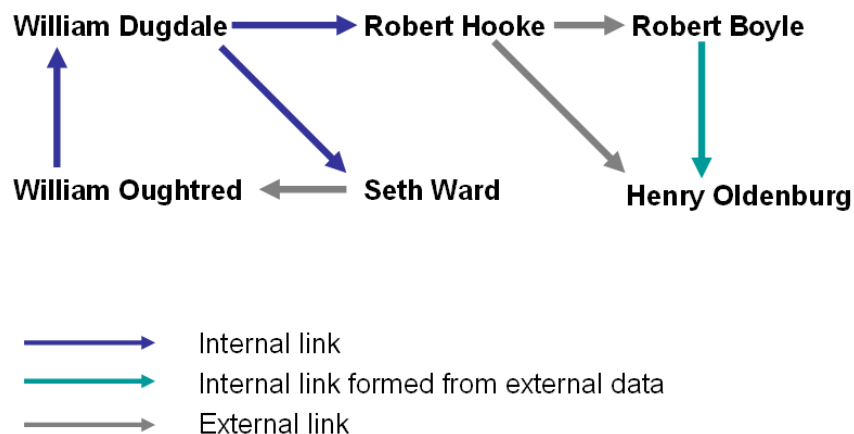 William Dugdale Robert Hooke Robert Boyle
William Oughtred Seth Ward Henry Oldenburg
Internal link
Internal link formed from external data
External link